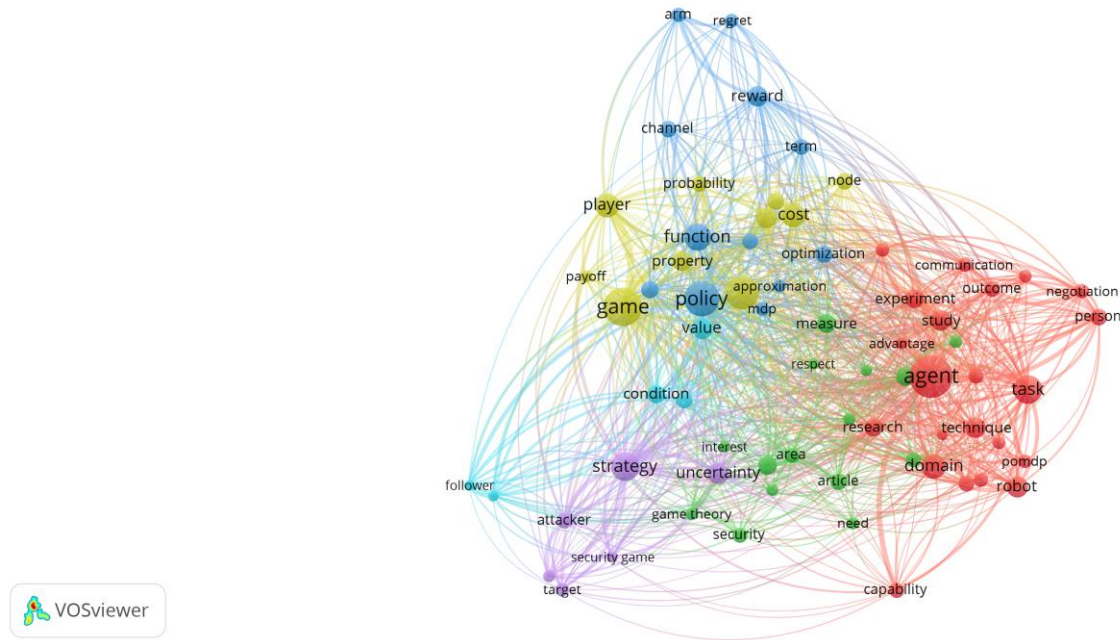 arm
regret
reward
channel
term
probability
node
player
cost
function
property
optimization
communication
payoff
approximation
outcome
negotiation
game
policy
mdp
experiment
person
value
measure
study
advantage
respect
agent
condition
task
research
technique
interest
area
strategy
uncertainty
domain
pomdp
follower
article
robot
game theory
attacker
security
need
security game
target
capability
VOSviewer